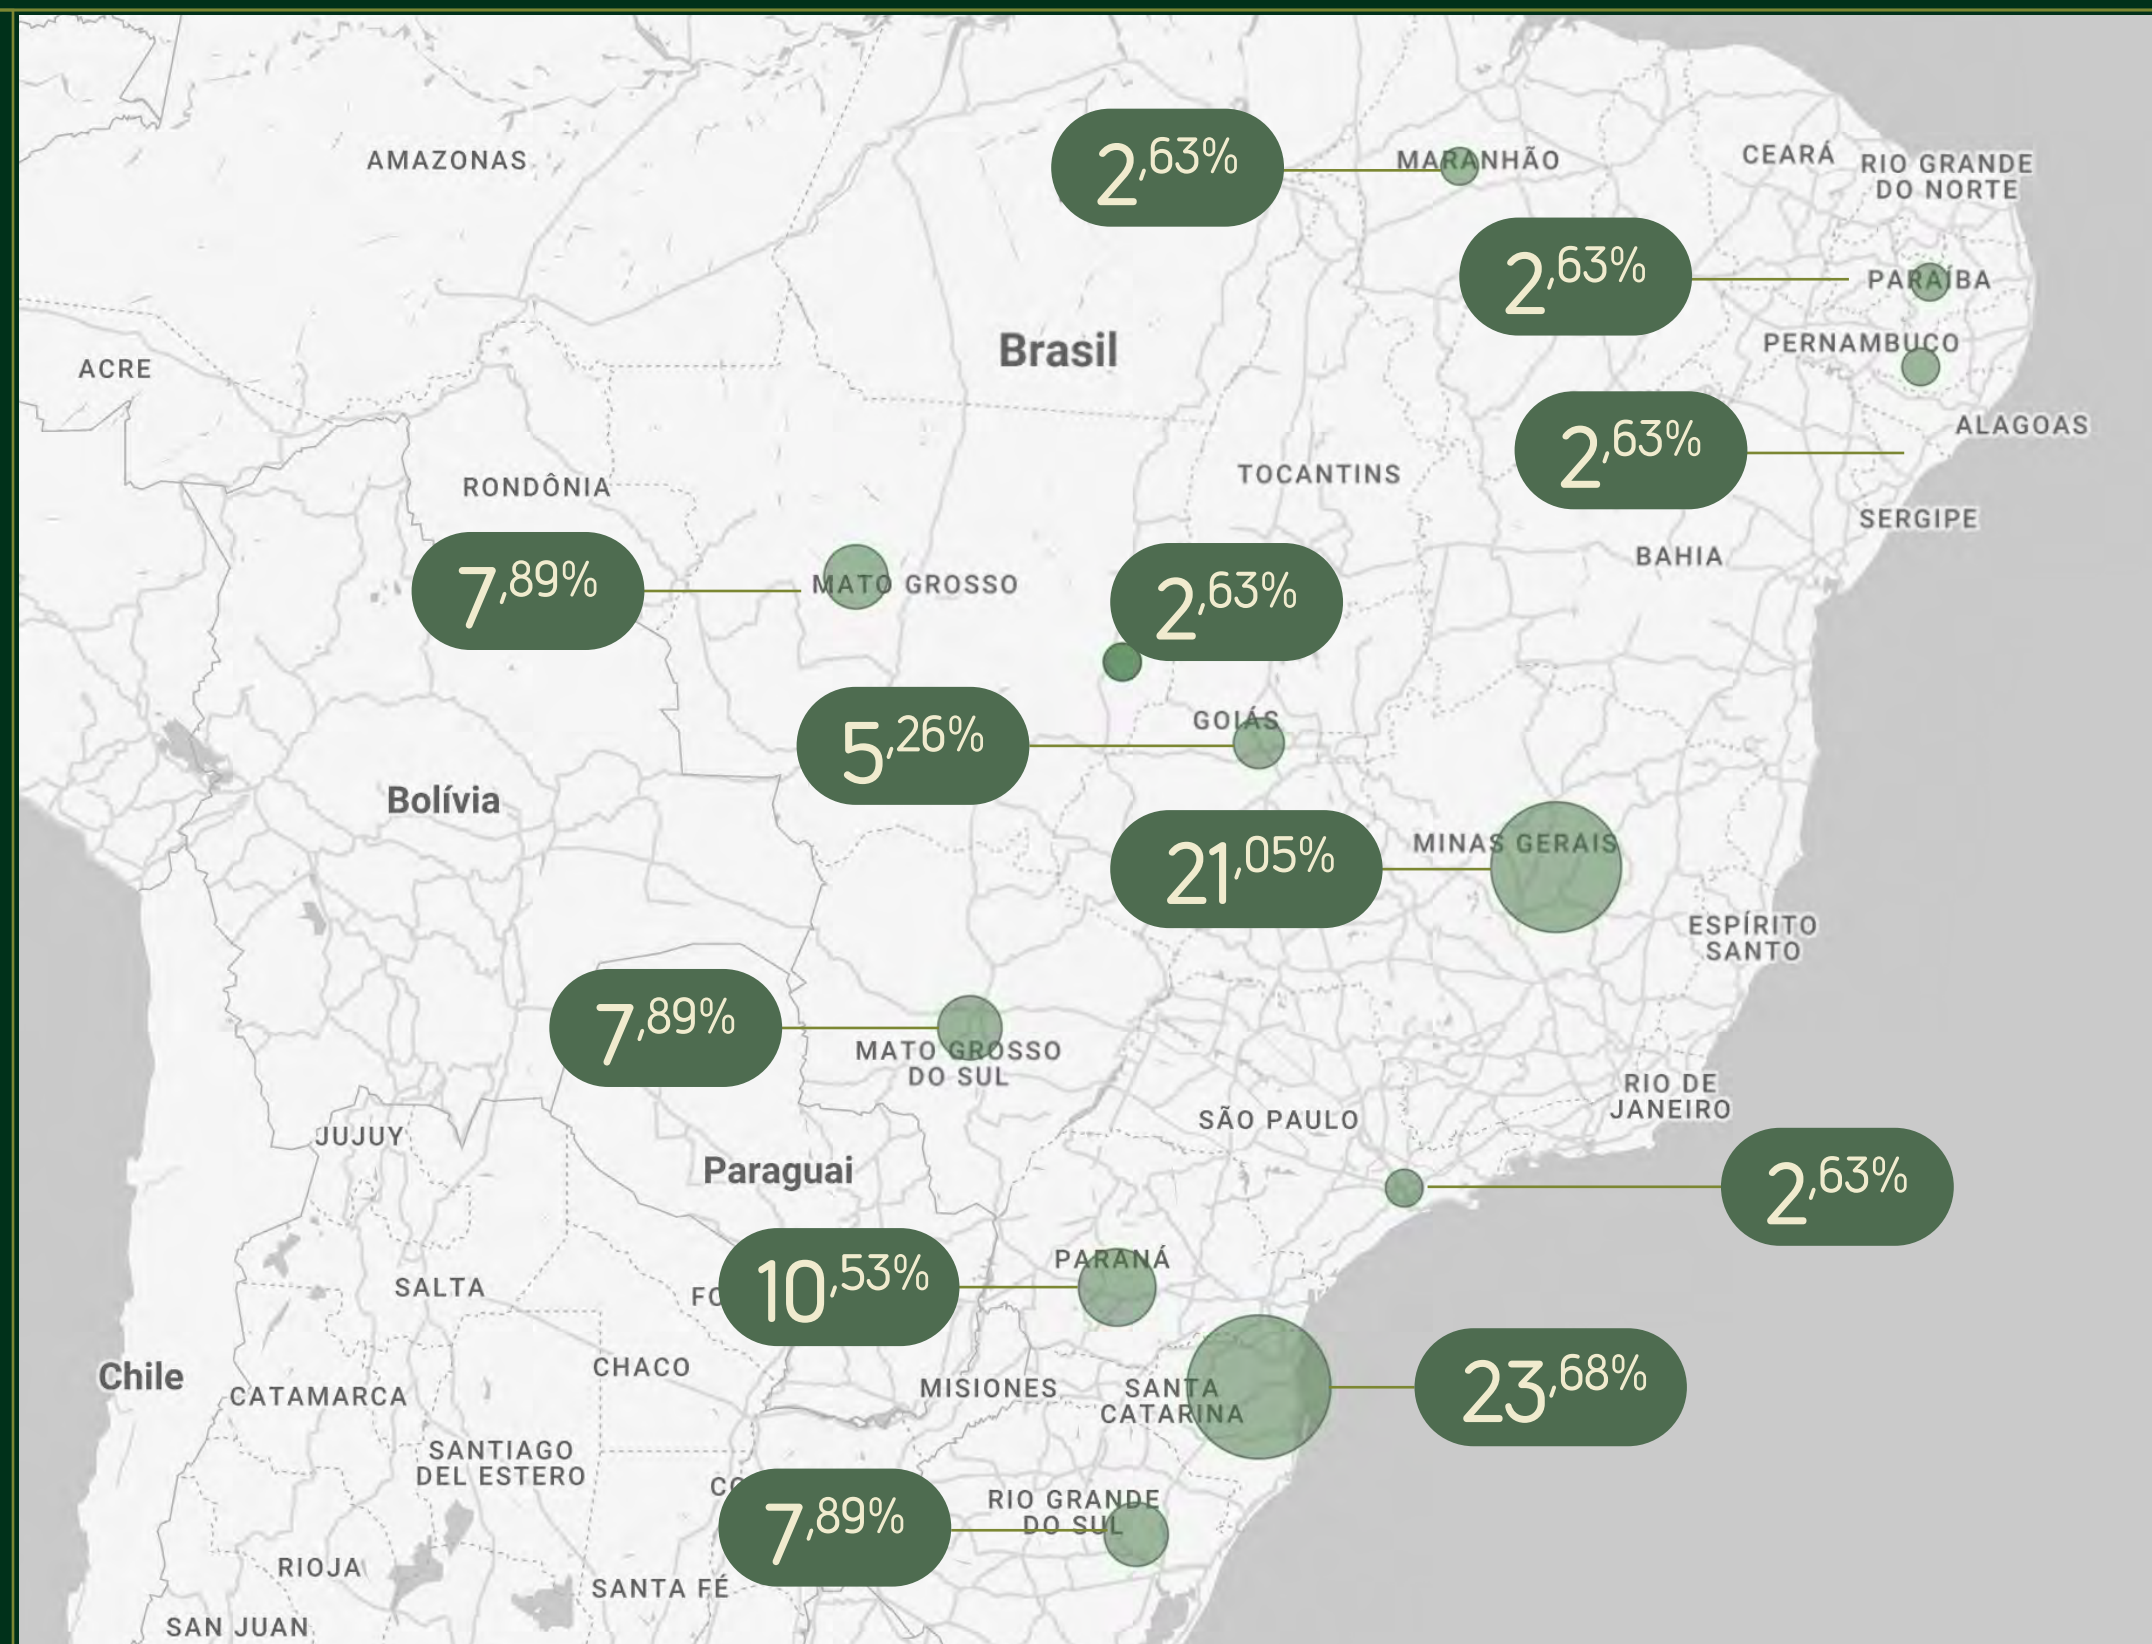 AMAZONAS
2,63%
MARANHÃO
CEARÁ
RIO GRANDE
DO NORTE
2,63%
PARAÍBA
Brasil
PERNAMBUCO
ACRE
2,63%
ALAGOAS
TOCANTINS
RONDÔNIA
SERGIPE
BAHIA
7,89%
MATO GROSSO
2,63%
GOIÁS
5,26%
Bolívia
MINAS GERAIS
21,05%
ESPÍRITO
SANTO
7,89%
MATO GROSSO
DO SUL
RIO DE
JANEIRO
SÃO PAULO
JUJUY
Paraguai
2,63%
PARANÁ
SALTA
FO
10,53%
CHACO
Chile
CATAMARCA
MISIONES
SANTA
CATARINA
23,68%
SANTIAGO
DEL ESTERO
CO
7,89%
RIO GRANDE
DO SUL
RIOJA
SANTA FÉ
SAN JUAN